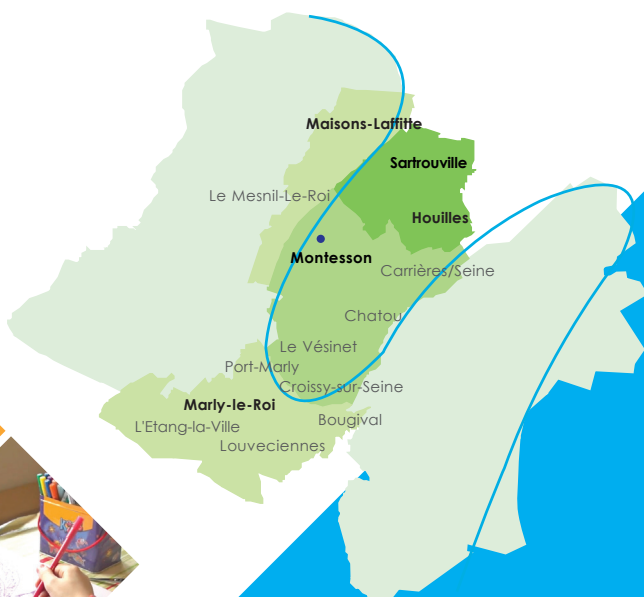 Maisons-Laffitte
Sartrouville
Le Mesnil-Le-Roi
Houilles
Montesson
Carrières/Seine
Chatou
Le Vésinet
Port-Marly
Croissy-sur-Seine
Marly-le-Roi
Bougival
L'Etang-la-Ville
Louveciennes